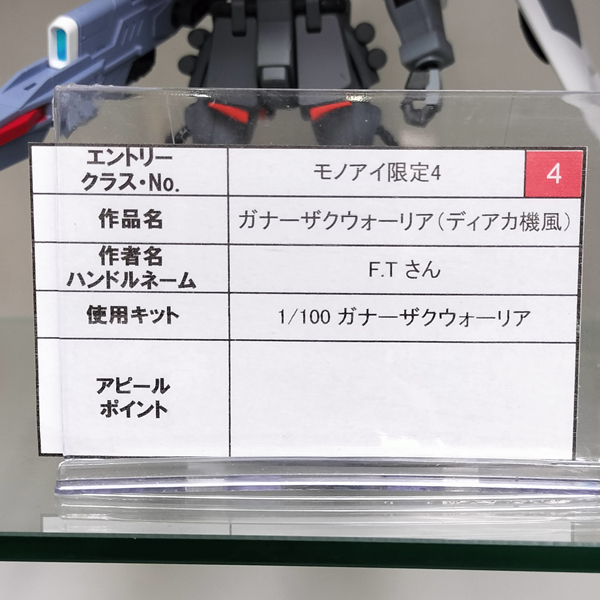 エントリー
クラス・No.
モノアイ限定4
4
作品名
ガナーザクウォーリア(ディアカ機風)
作者名
ハンドルネーム
F.T さん
使用キット
1/100 ガナーザクウォーリア
アピール
ポイント